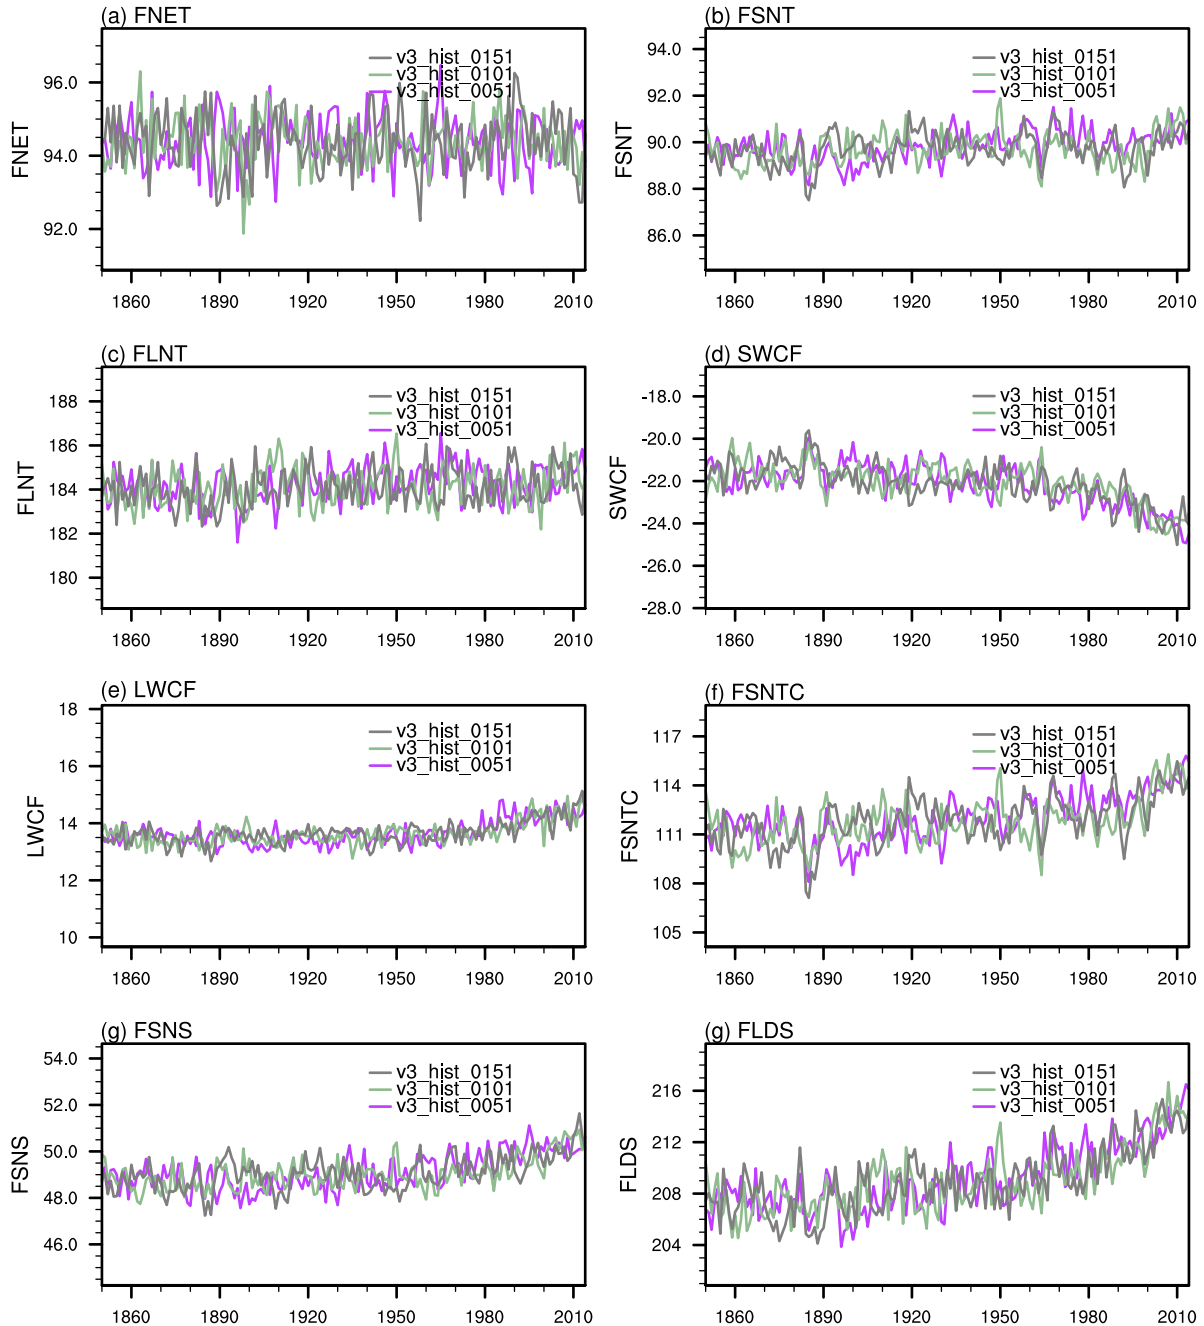 (a) FNET
FNET
96.0
94.0
92.0
v3_hist_0151
v3_hist_0101
v3_hist_0051
1860 1890 1920 1950 1980 2010
(b) FSNT
FSNT
94.0
92.0
90.0
88.0
86.0
v3_hist_0151
v3_hist_0101
v3_hist_0051
1860 1890 1920 1950 1980 2010
(c) FLNT
FLNT
188
186
184
182
180
v3_hist_0151
v3_hist_0101
v3_hist_0051
1860 1890 1920 1950 1980 2010
(d) SWCF
SWCF
-18.0
-20.0
-22.0
-24.0
-26.0
-28.0
v3_hist_0151
v3_hist_0101
v3_hist_0051
1860 1890 1920 1950 1980 2010
(e) LWCF
LWCF
18
16
14
12
10
v3_hist_0151
v3_hist_0101
v3_hist_0051
1860 1890 1920 1950 1980 2010
(f) FSNTC
FSNTC
117
114
111
108
105
v3_hist_0151
v3_hist_0101
v3_hist_0051
1860 1890 1920 1950 1980 2010
(g) FSNS
FSNS
54.0
52.0
50.0
48.0
46.0
v3_hist_0151
v3_hist_0101
v3_hist_0051
1860 1890 1920 1950 1980 2010
(g) FLDS
FLDS
216
212
208
204
v3_hist_0151
v3_hist_0101
v3_hist_0051
1860 1890 1920 1950 1980 2010